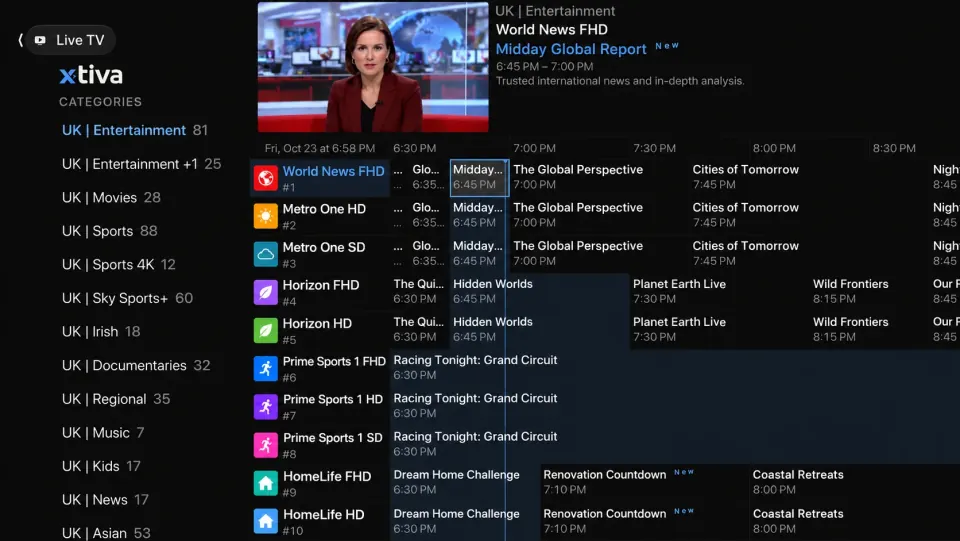 Live TV
xtiva
CATEGORIES
UK | Entertainment 81
UK | Entertainment +1 25
UK | Movies 28
UK | Sports 88
UK | Sports 4K 12
UK | Sky Sports+ 60
UK | Irish 18
UK | Documentaries 32
UK | Regional 35
UK | Music 7
UK | Kids 17
UK | News 17
UK | Asian 53
UK | Entertainment
World News FHD
Midday Global Report New
6:45 PM – 7:00 PM
Trusted international news and in-depth analysis.
Fri, Oct 23 at 6:58 PM 6:30 PM 7:00 PM 7:30 PM 8:00 PM 8:30 PM
World News FHD ... Glo... Midday... The Global Perspective Cities of Tomorrow Nigh
#1 ... 6:35... 6:45 PM 7:00 PM 7:45 PM 8:45
Metro One HD ... Glo... Midday... The Global Perspective Cities of Tomorrow Nigh
#2 ... 6:35... 6:45 PM 7:00 PM 7:45 PM 8:45
Metro One SD ... Glo... Midday... The Global Perspective Cities of Tomorrow Nigh
#3 ... 6:35... 6:45 PM 7:00 PM 7:45 PM 8:45
Horizon FHD The Qui... Hidden Worlds Planet Earth Live Wild Frontiers Our F
#4 6:30 PM 6:45 PM 7:30 PM 8:15 PM 8:45
Horizon HD The Qui... Hidden Worlds Planet Earth Live Wild Frontiers Our F
#5 6:30 PM 6:45 PM 7:30 PM 8:15 PM 8:45
Prime Sports 1 FHD Racing Tonight: Grand Circuit
#6 6:30 PM
Prime Sports 1 HD Racing Tonight: Grand Circuit
#7 6:30 PM
Prime Sports 1 SD Racing Tonight: Grand Circuit
#8 6:30 PM
HomeLife FHD Dream Home Challenge Renovation Countdown New Coastal Retreats
#9 6:30 PM 7:10 PM 8:00 PM
HomeLife HD Dream Home Challenge Renovation Countdown New Coastal Retreats
#10 6:30 PM 7:10 PM 8:00 PM